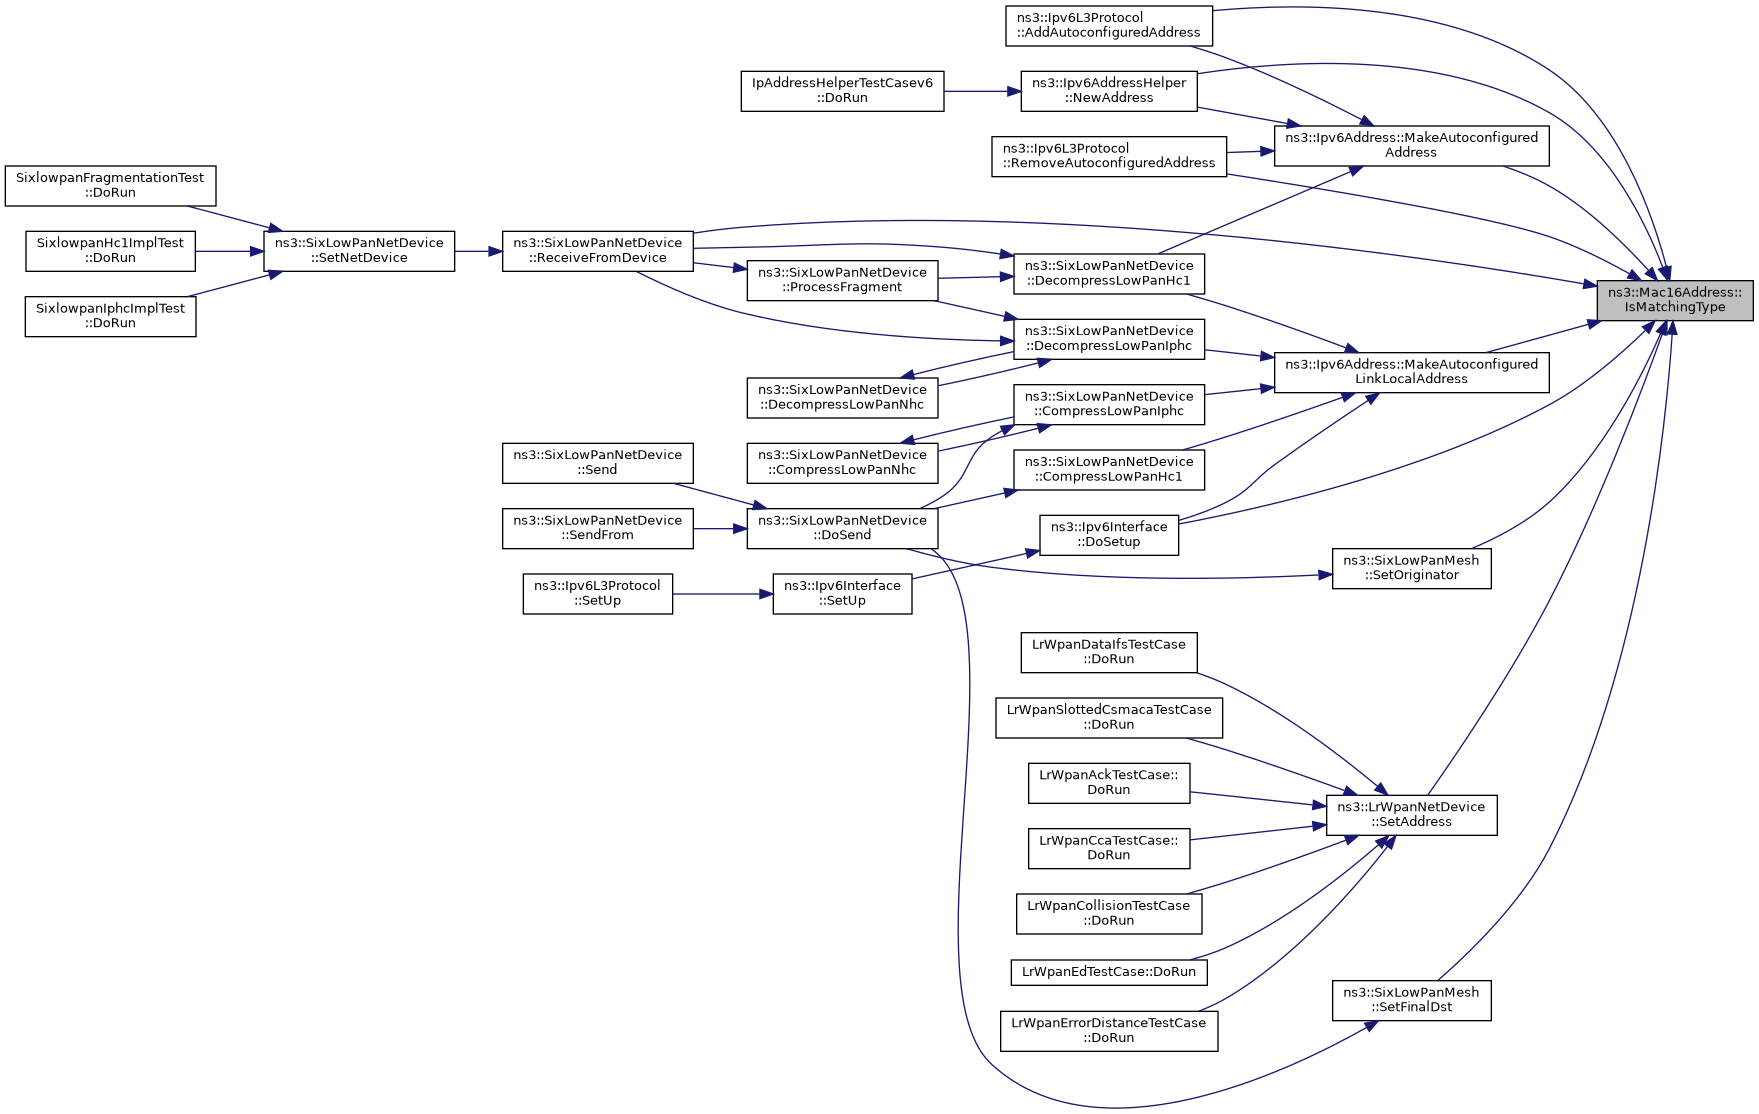 ns3::Ipv6L3Protocol
::AddAutoconfiguredAddress
IpAddressHelperTestCasev6
::DoRun
ns3::Ipv6AddressHelper
::NewAddress
ns3::Ipv6Address::MakeAutoconfigured
Address
ns3::Ipv6L3Protocol
::RemoveAutoconfiguredAddress
SixlowpanFragmentationTest
::DoRun
SixlowpanHc1ImplTest
::DoRun
SixlowpanIphcImplTest
::DoRun
ns3::SixLowPanNetDevice
::SetNetDevice
ns3::SixLowPanNetDevice
::ReceiveFromDevice
ns3::SixLowPanNetDevice
::ProcessFragment
ns3::SixLowPanNetDevice
::DecompressLowPanHc1
ns3::Mac16Address::
IsMatchingType
ns3::SixLowPanNetDevice
::DecompressLowPanIphc
ns3::Ipv6Address::MakeAutoconfigured
LinkLocalAddress
ns3::SixLowPanNetDevice
::DecompressLowPanNhc
ns3::SixLowPanNetDevice
::CompressLowPanIphc
ns3::SixLowPanNetDevice
::CompressLowPanNhc
ns3::SixLowPanNetDevice
::CompressLowPanHc1
ns3::SixLowPanNetDevice
::Send
ns3::SixLowPanNetDevice
::SendFrom
ns3::SixLowPanNetDevice
::DoSend
ns3::Ipv6Interface
::DoSetup
ns3::SixLowPanMesh
::SetOriginator
ns3::Ipv6L3Protocol
::SetUp
ns3::Ipv6Interface
::SetUp
LrWpanDataIfsTestCase
::DoRun
LrWpanSlottedCsmacaTestCase
::DoRun
LrWpanAckTestCase::
DoRun
ns3::LrWpanNetDevice
::SetAddress
LrWpanCcaTestCase::
DoRun
LrWpanCollisionTestCase
::DoRun
LrWpanEdTestCase::DoRun
ns3::SixLowPanMesh
::SetFinalDst
LrWpanErrorDistanceTestCase
::DoRun